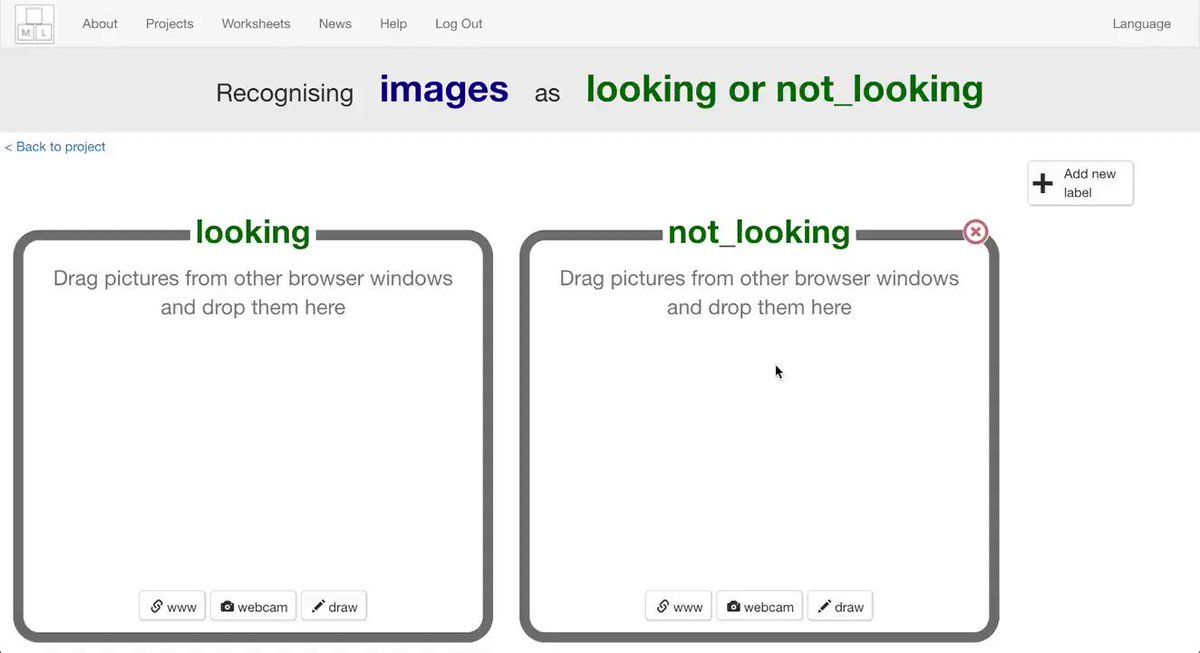 M L About Projects Worksheets News Help Log Out Language
Recognising images as looking or not_looking
< Back to project
Add new
label
looking
Drag pictures from other browser windows
and drop them here
www webcam draw
not_looking
Drag pictures from other browser windows
and drop them here
www webcam draw